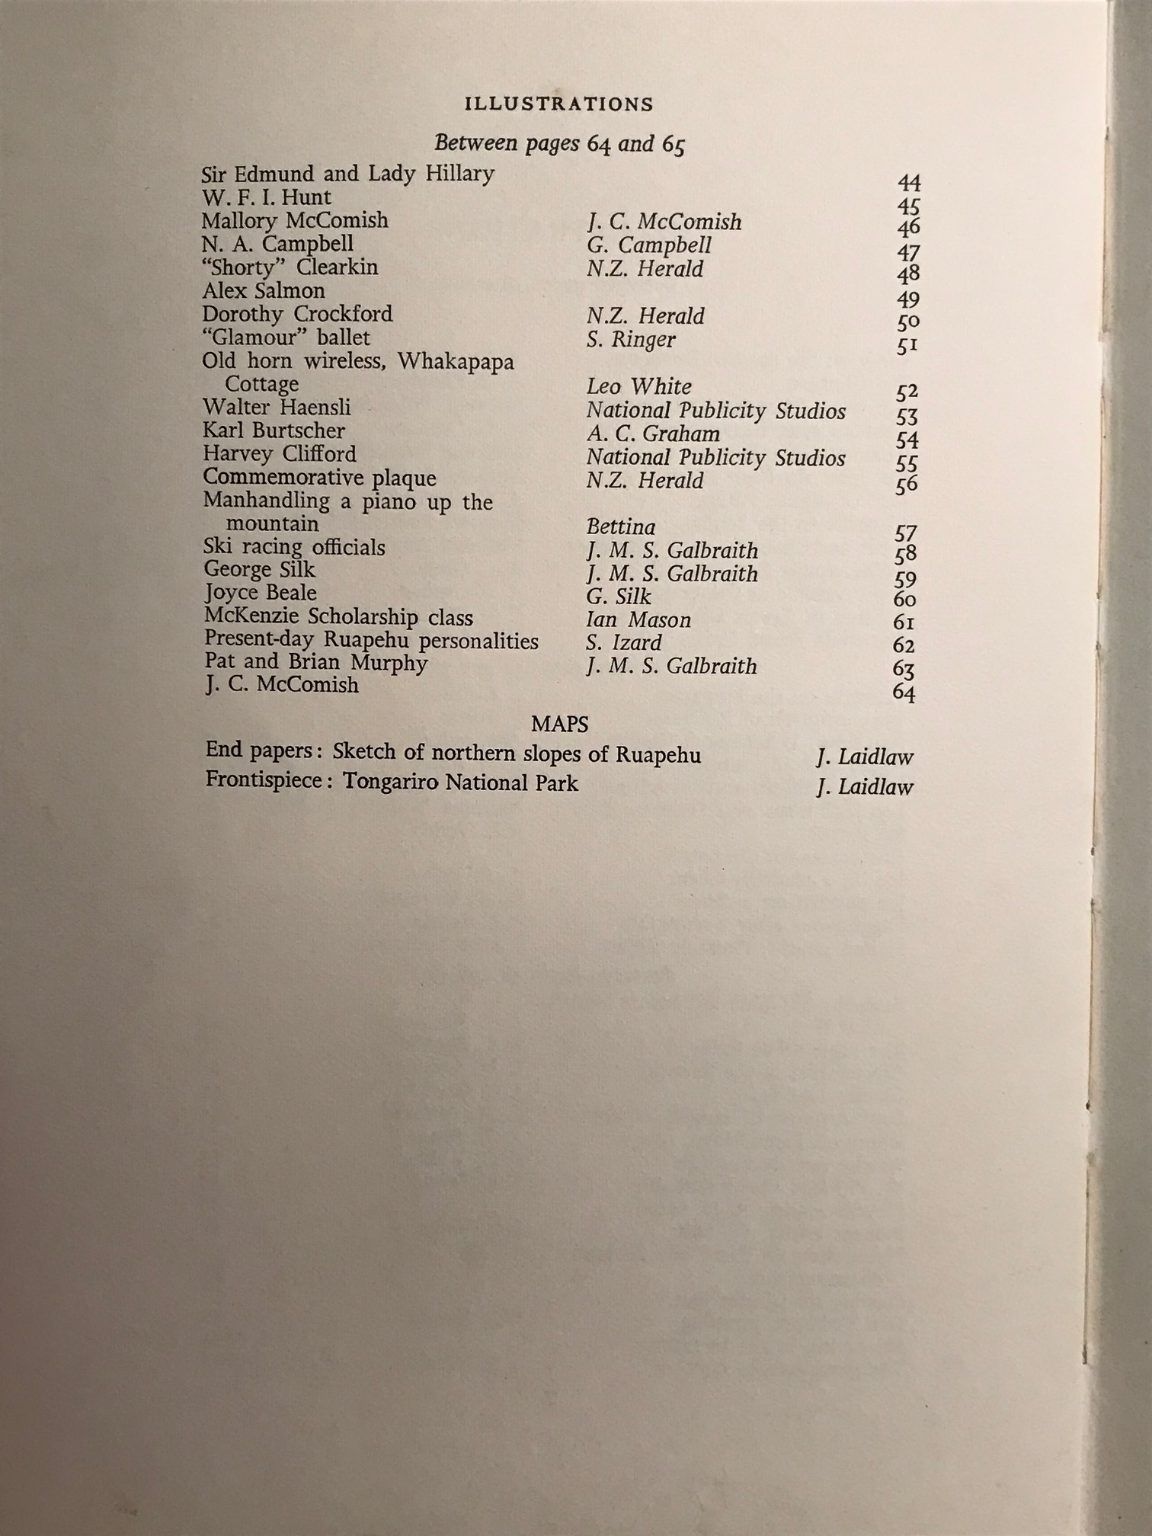 ILLUSTRATIONS
Between pages 64 and 65
Sir Edmund and Lady Hillary 44
W. F. I. Hunt 45
Mallory McComish J. C. McComish 46
N. A. Campbell G. Campbell 47
“Shorty” Clearkin N.Z. Herald 48
Alex Salmon 49
Dorothy Crockford N.Z. Herald 50
“Glamour” ballet S. Ringer 51
Old horn wireless, Whakapapa
Cottage Leo White 52
Walter Haensli National Publicity Studios 53
Karl Burtscher A. C. Graham 54
Harvey Clifford National Publicity Studios 55
Commemorative plaque N.Z. Herald 56
Manhandling a piano up the
mountain Bettina 57
Ski racing officials J. M. S. Galbraith 58
George Silk J. M. S. Galbraith 59
Joyce Beale G. Silk 60
McKenzie Scholarship class Ian Mason 61
Present-day Ruapehu personalities S. Izard 62
Pat and Brian Murphy J. M. S. Galbraith 63
J. C. McComish 64
MAPS
End papers: Sketch of northern slopes of Ruapehu J. Laidlaw
Frontispiece: Tongariro National Park J. Laidlaw